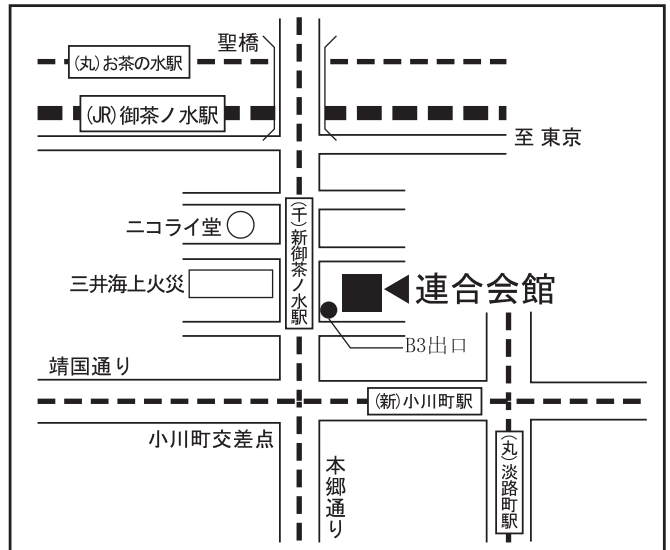 聖橋
(丸)お茶の水駅
(JR)御茶ノ水駅
至 東京
ニコライ堂
(千)新御茶ノ水駅
三井海上火災
連合会館
B3出口
靖国通り
(新)小川町駅
小川町交差点
本郷通り
(丸)淡路町駅